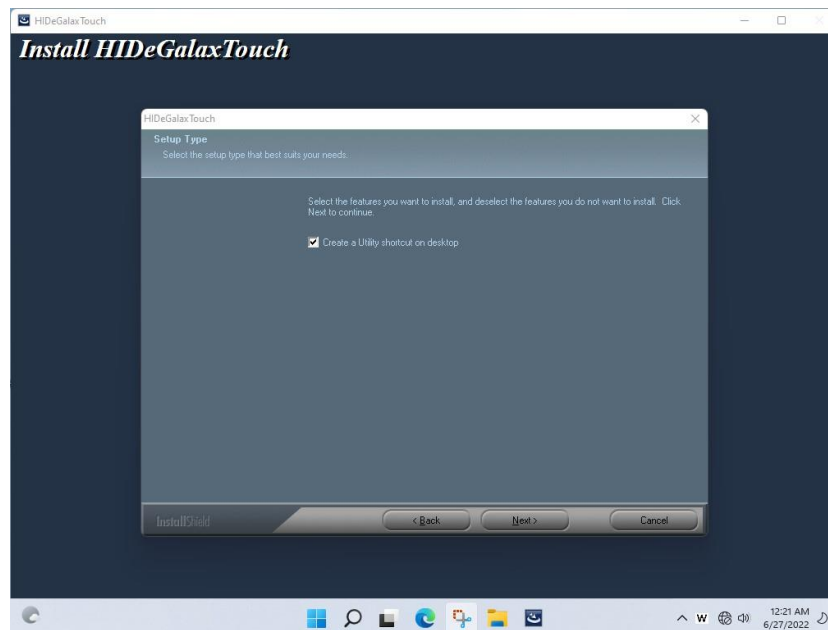 HIDeGalaxTouch
Install HIDeGalaxTouch
HIDeGalaxTouch
Setup Type
Select the setup type that best suits your needs.
Select the features you want to install, and deselect the features you do not want to install. Click
Next to continue.
Create a Utility shortcut on desktop
InstallShield
< Back
Next >
Cancel
W
12:21 AM
6/27/2022